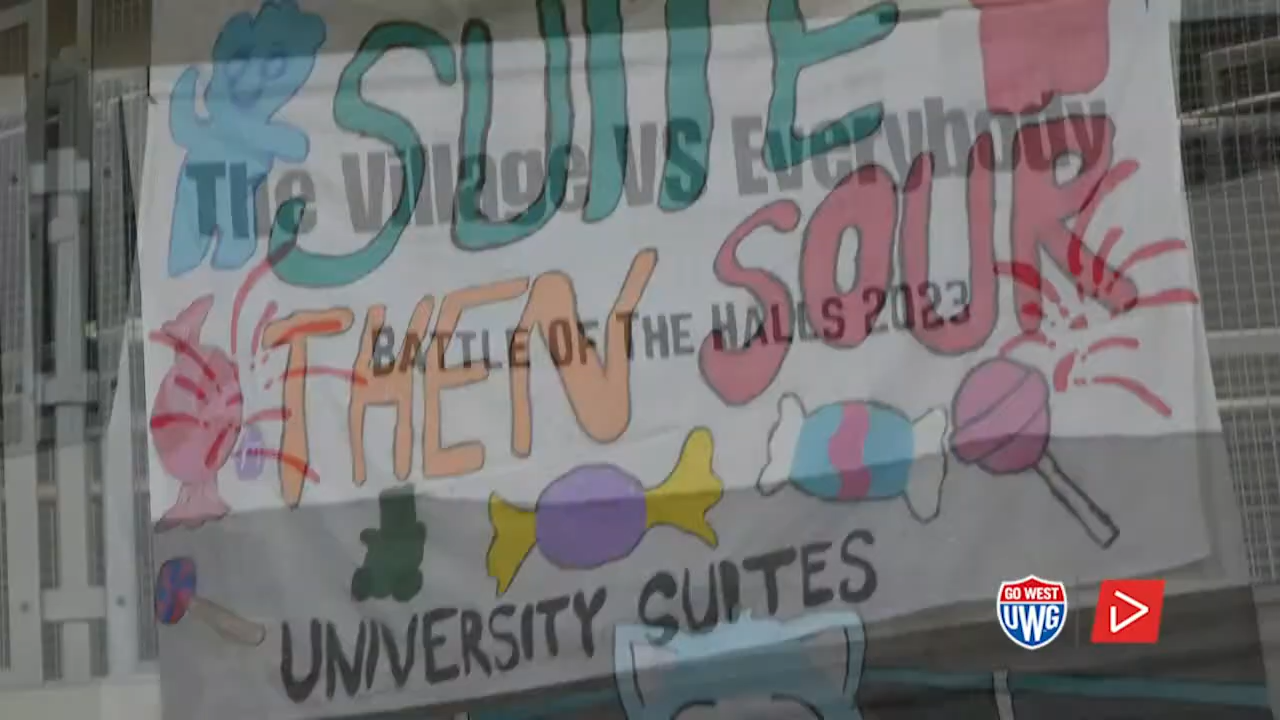 SUITE
The Village VS Everybody
SOUR
THEN
BATTLE OF THE HALLS 2023
UNIVERSITY SUITES
GO WEST
UWG